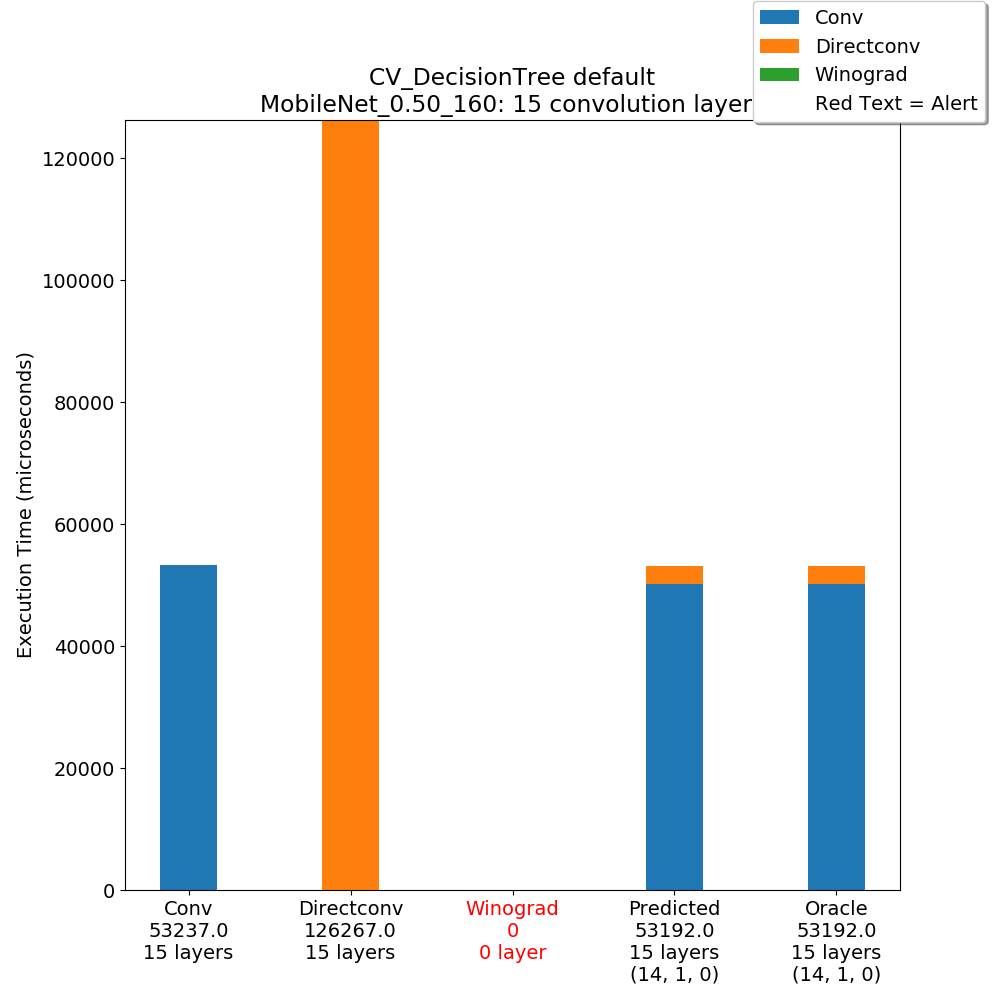 Conv
Directconv
Winograd
Red Text = Alert
CV_DecisionTree default
MobileNet_0.50_160: 15 convolution layer
Execution Time (microseconds)
120000
100000
80000
60000
40000
20000
0
Conv
53237.0
15 layers
Directconv
126267.0
15 layers
Winograd
0
0 layer
Predicted
53192.0
15 layers
(14, 1, 0)
Oracle
53192.0
15 layers
(14, 1, 0)